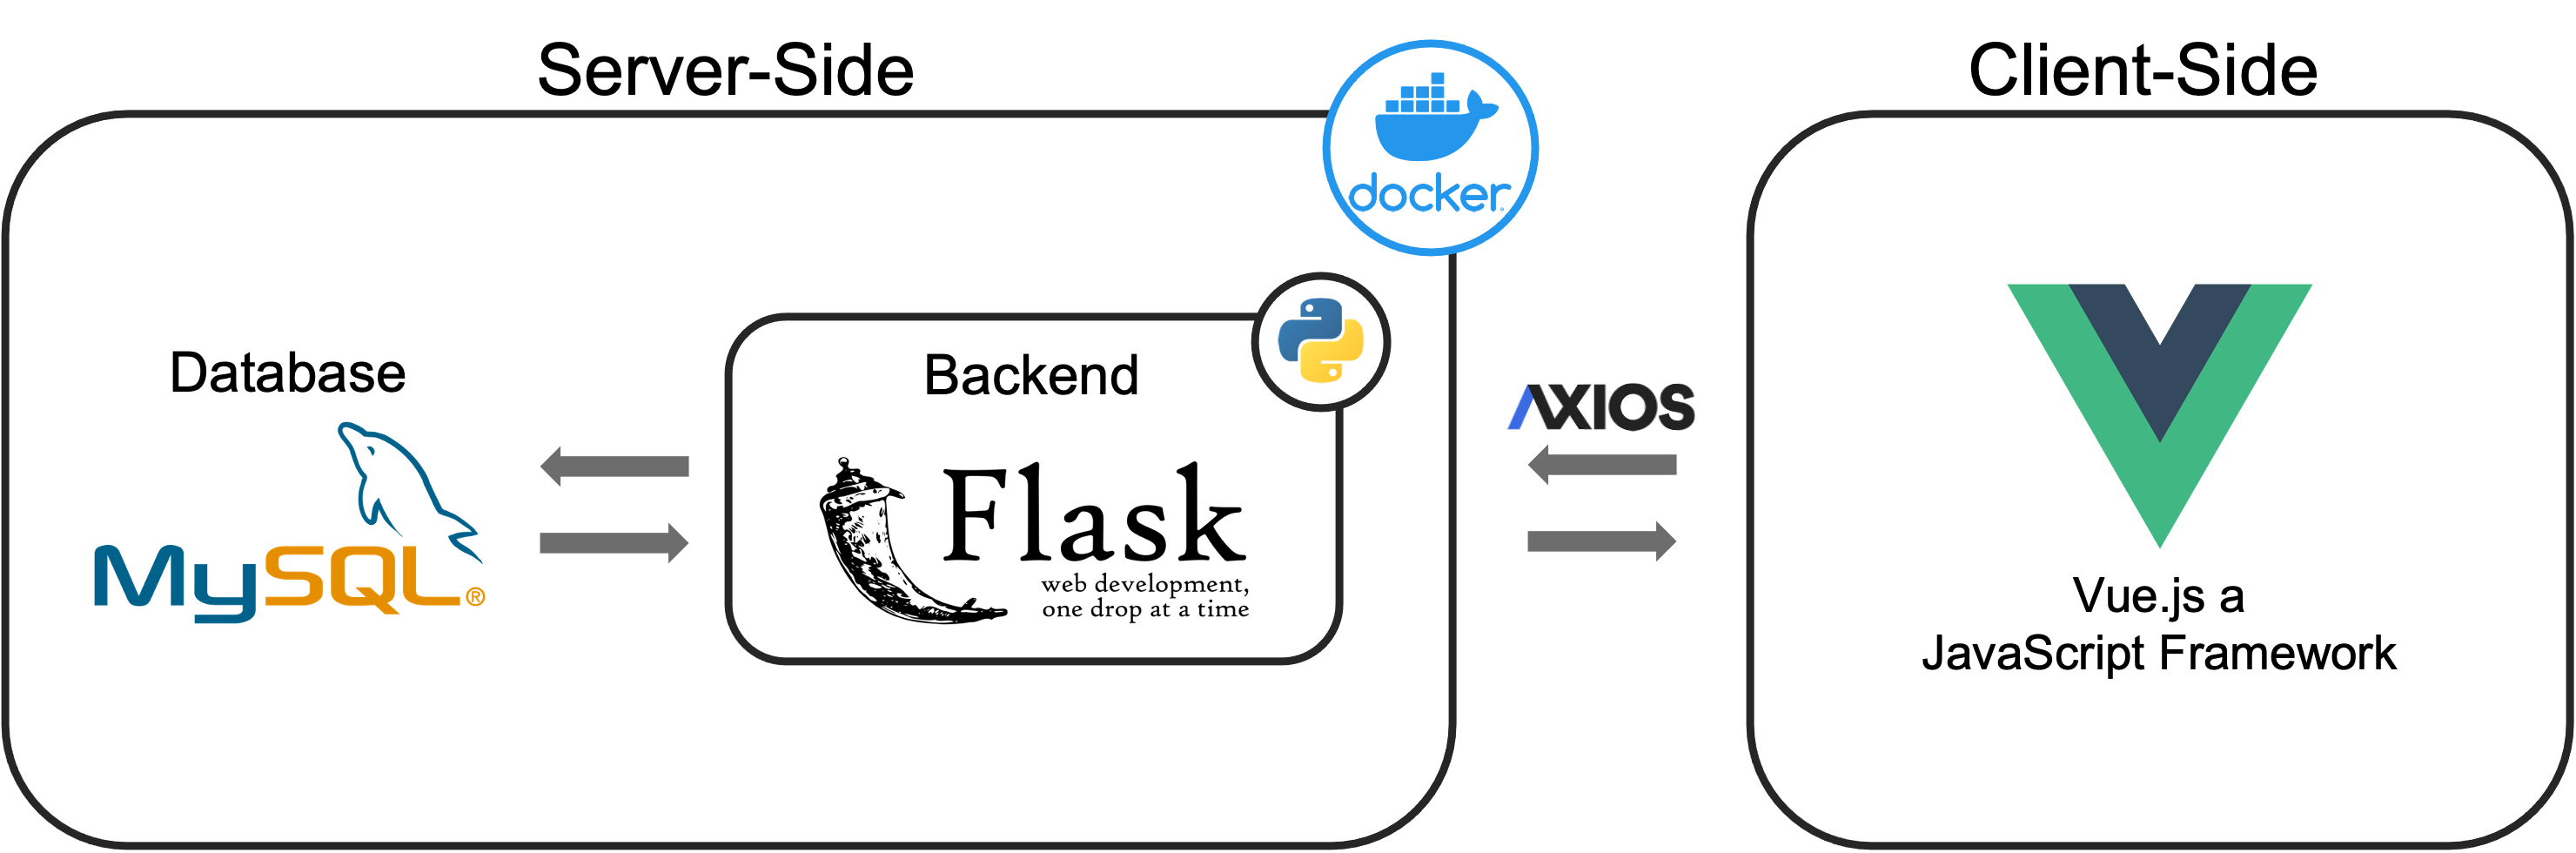 Server-Side
docker
Client-Side
Database
MySQL®
Backend
Flask
web development,
one drop at a time
AXIOS
Vue.js a
JavaScript Framework